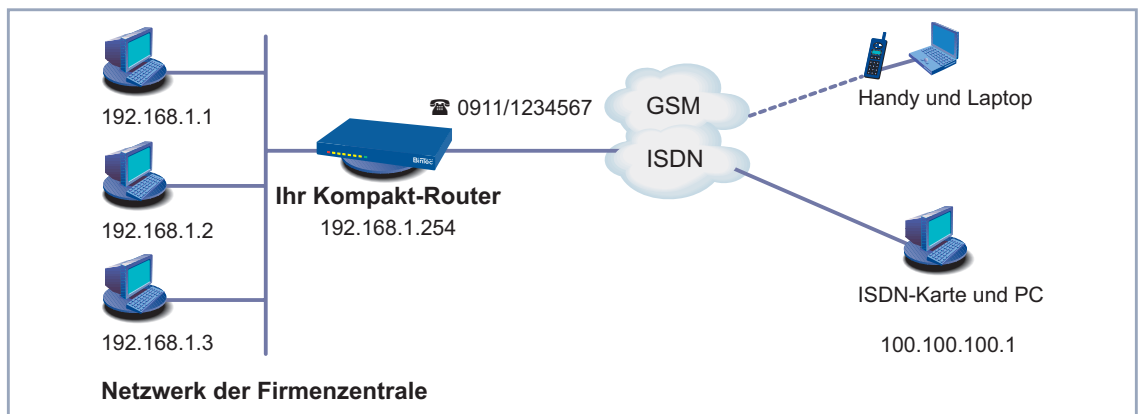 192.168.1.1
192.168.1.2
192.168.1.3
Netzwerk der Firmenzentrale
BinTec
Ihr Kompakt-Router
192.168.1.254
☎ 0911/1234567
GSM
ISDN
Handy und Laptop
ISDN-Karte und PC
100.100.100.1